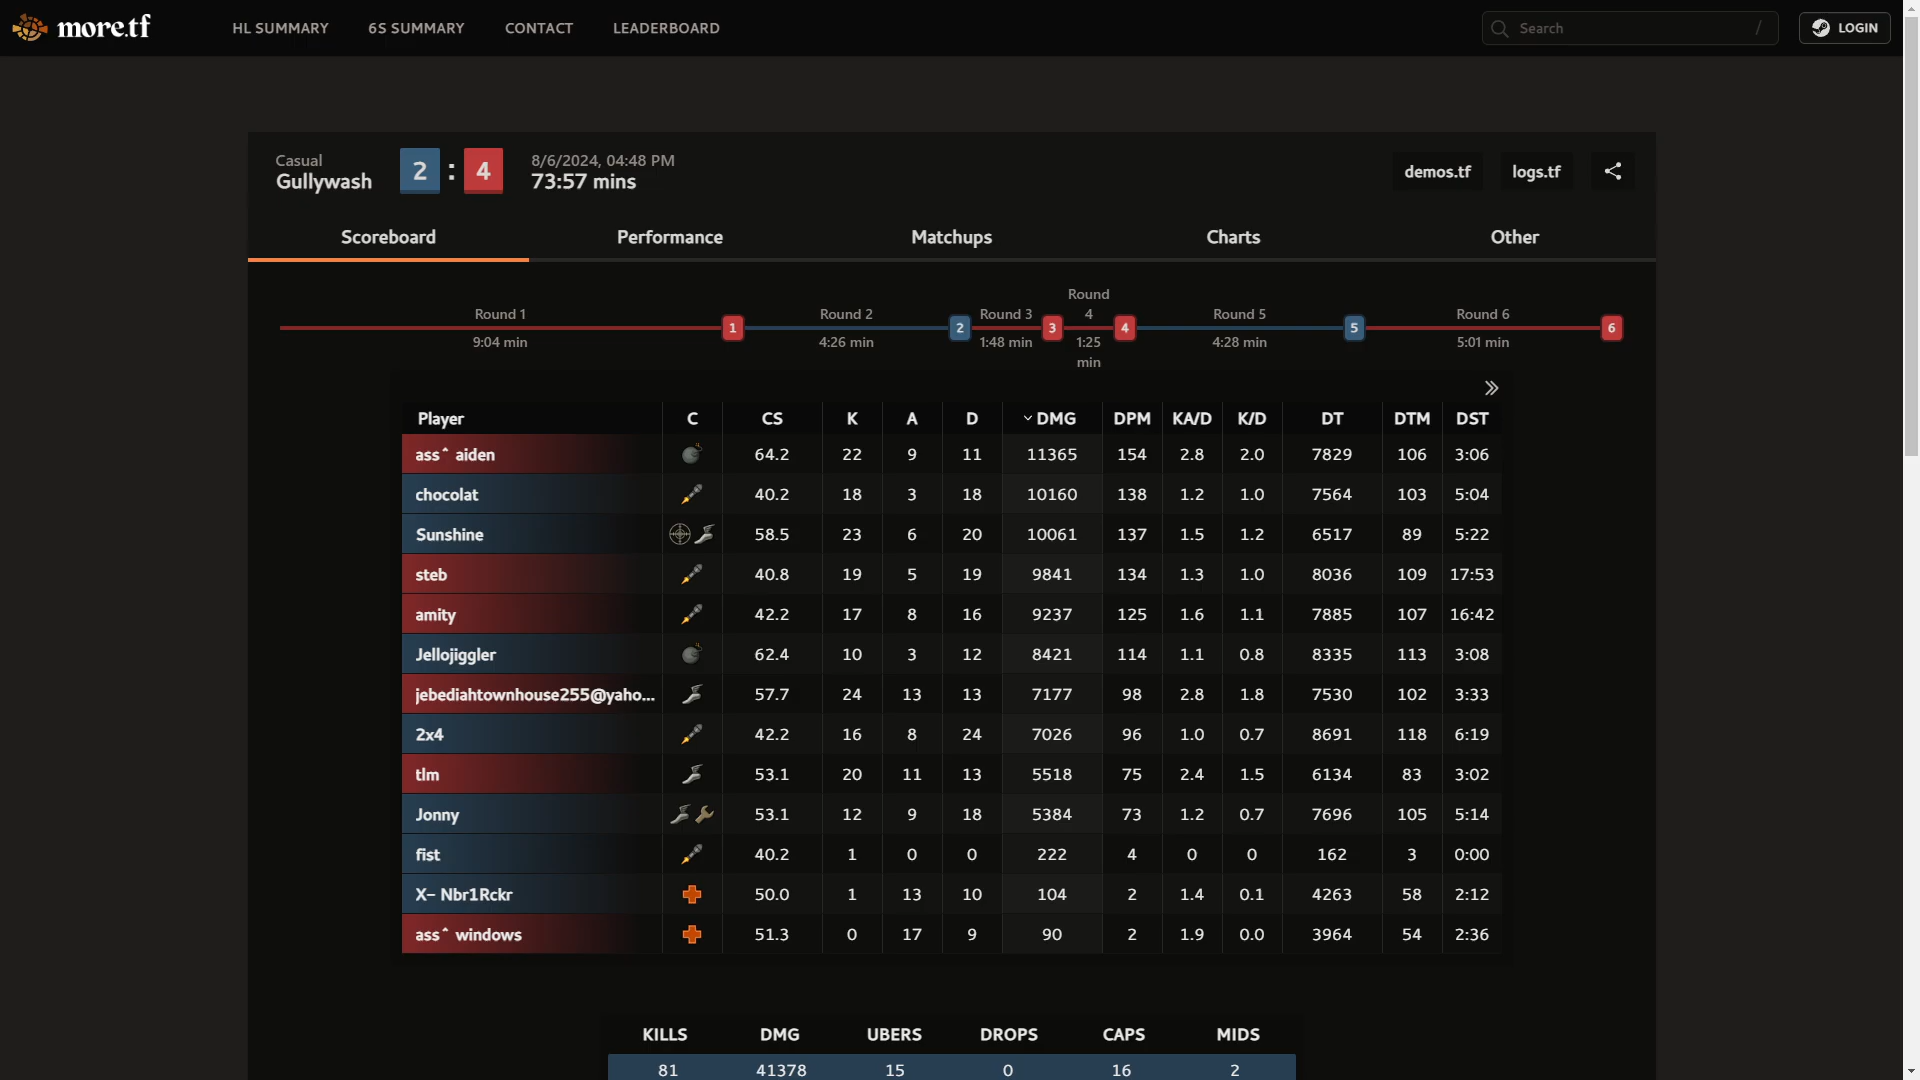 more.tf HL SUMMARY 6S SUMMARY CONTACT LEADERBOARD Search / LOGIN
Casual
Gullywash
2 : 4
8/6/2024, 04:48 PM
73:57 mins
demos.tf logs.tf
Scoreboard Performance Matchups Charts Other
Round 1 9:04 min 1
Round 2 4:26 min 2
Round 3 1:48 min 3
Round 4 1:25 min 4
Round 5 4:28 min 5
Round 6 5:01 min 6
Player C CS K A D DMG DPM KA/D K/D DT DTM DST
ass^ aiden 64.2 22 9 11 11365 154 2.8 2.0 7829 106 3:06
chocolat 40.2 18 3 18 10160 138 1.2 1.0 7564 103 5:04
Sunshine 58.5 23 6 20 10061 137 1.5 1.2 6517 89 5:22
steb 40.8 19 5 19 9841 134 1.3 1.0 8036 109 17:53
amity 42.2 17 8 16 9237 125 1.6 1.1 7885 107 16:42
Jellojiggler 62.4 10 3 12 8421 114 1.1 0.8 8335 113 3:08
jebediahtownhouse255@yaho... 57.7 24 13 13 7177 98 2.8 1.8 7530 102 3:33
2x4 42.2 16 8 24 7026 96 1.0 0.7 8691 118 6:19
tlm 53.1 20 11 13 5518 75 2.4 1.5 6134 83 3:02
Jonny 53.1 12 9 18 5384 73 1.2 0.7 7696 105 5:14
fist 40.2 1 0 0 222 4 0 0 162 3 0:00
X– Nbr1Rckr 50.0 1 13 10 104 2 1.4 0.1 4263 58 2:12
ass^ windows 51.3 0 17 9 90 2 1.9 0.0 3964 54 2:36
KILLS DMG UBERS DROPS CAPS MIDS
81 41378 15 0 16 2